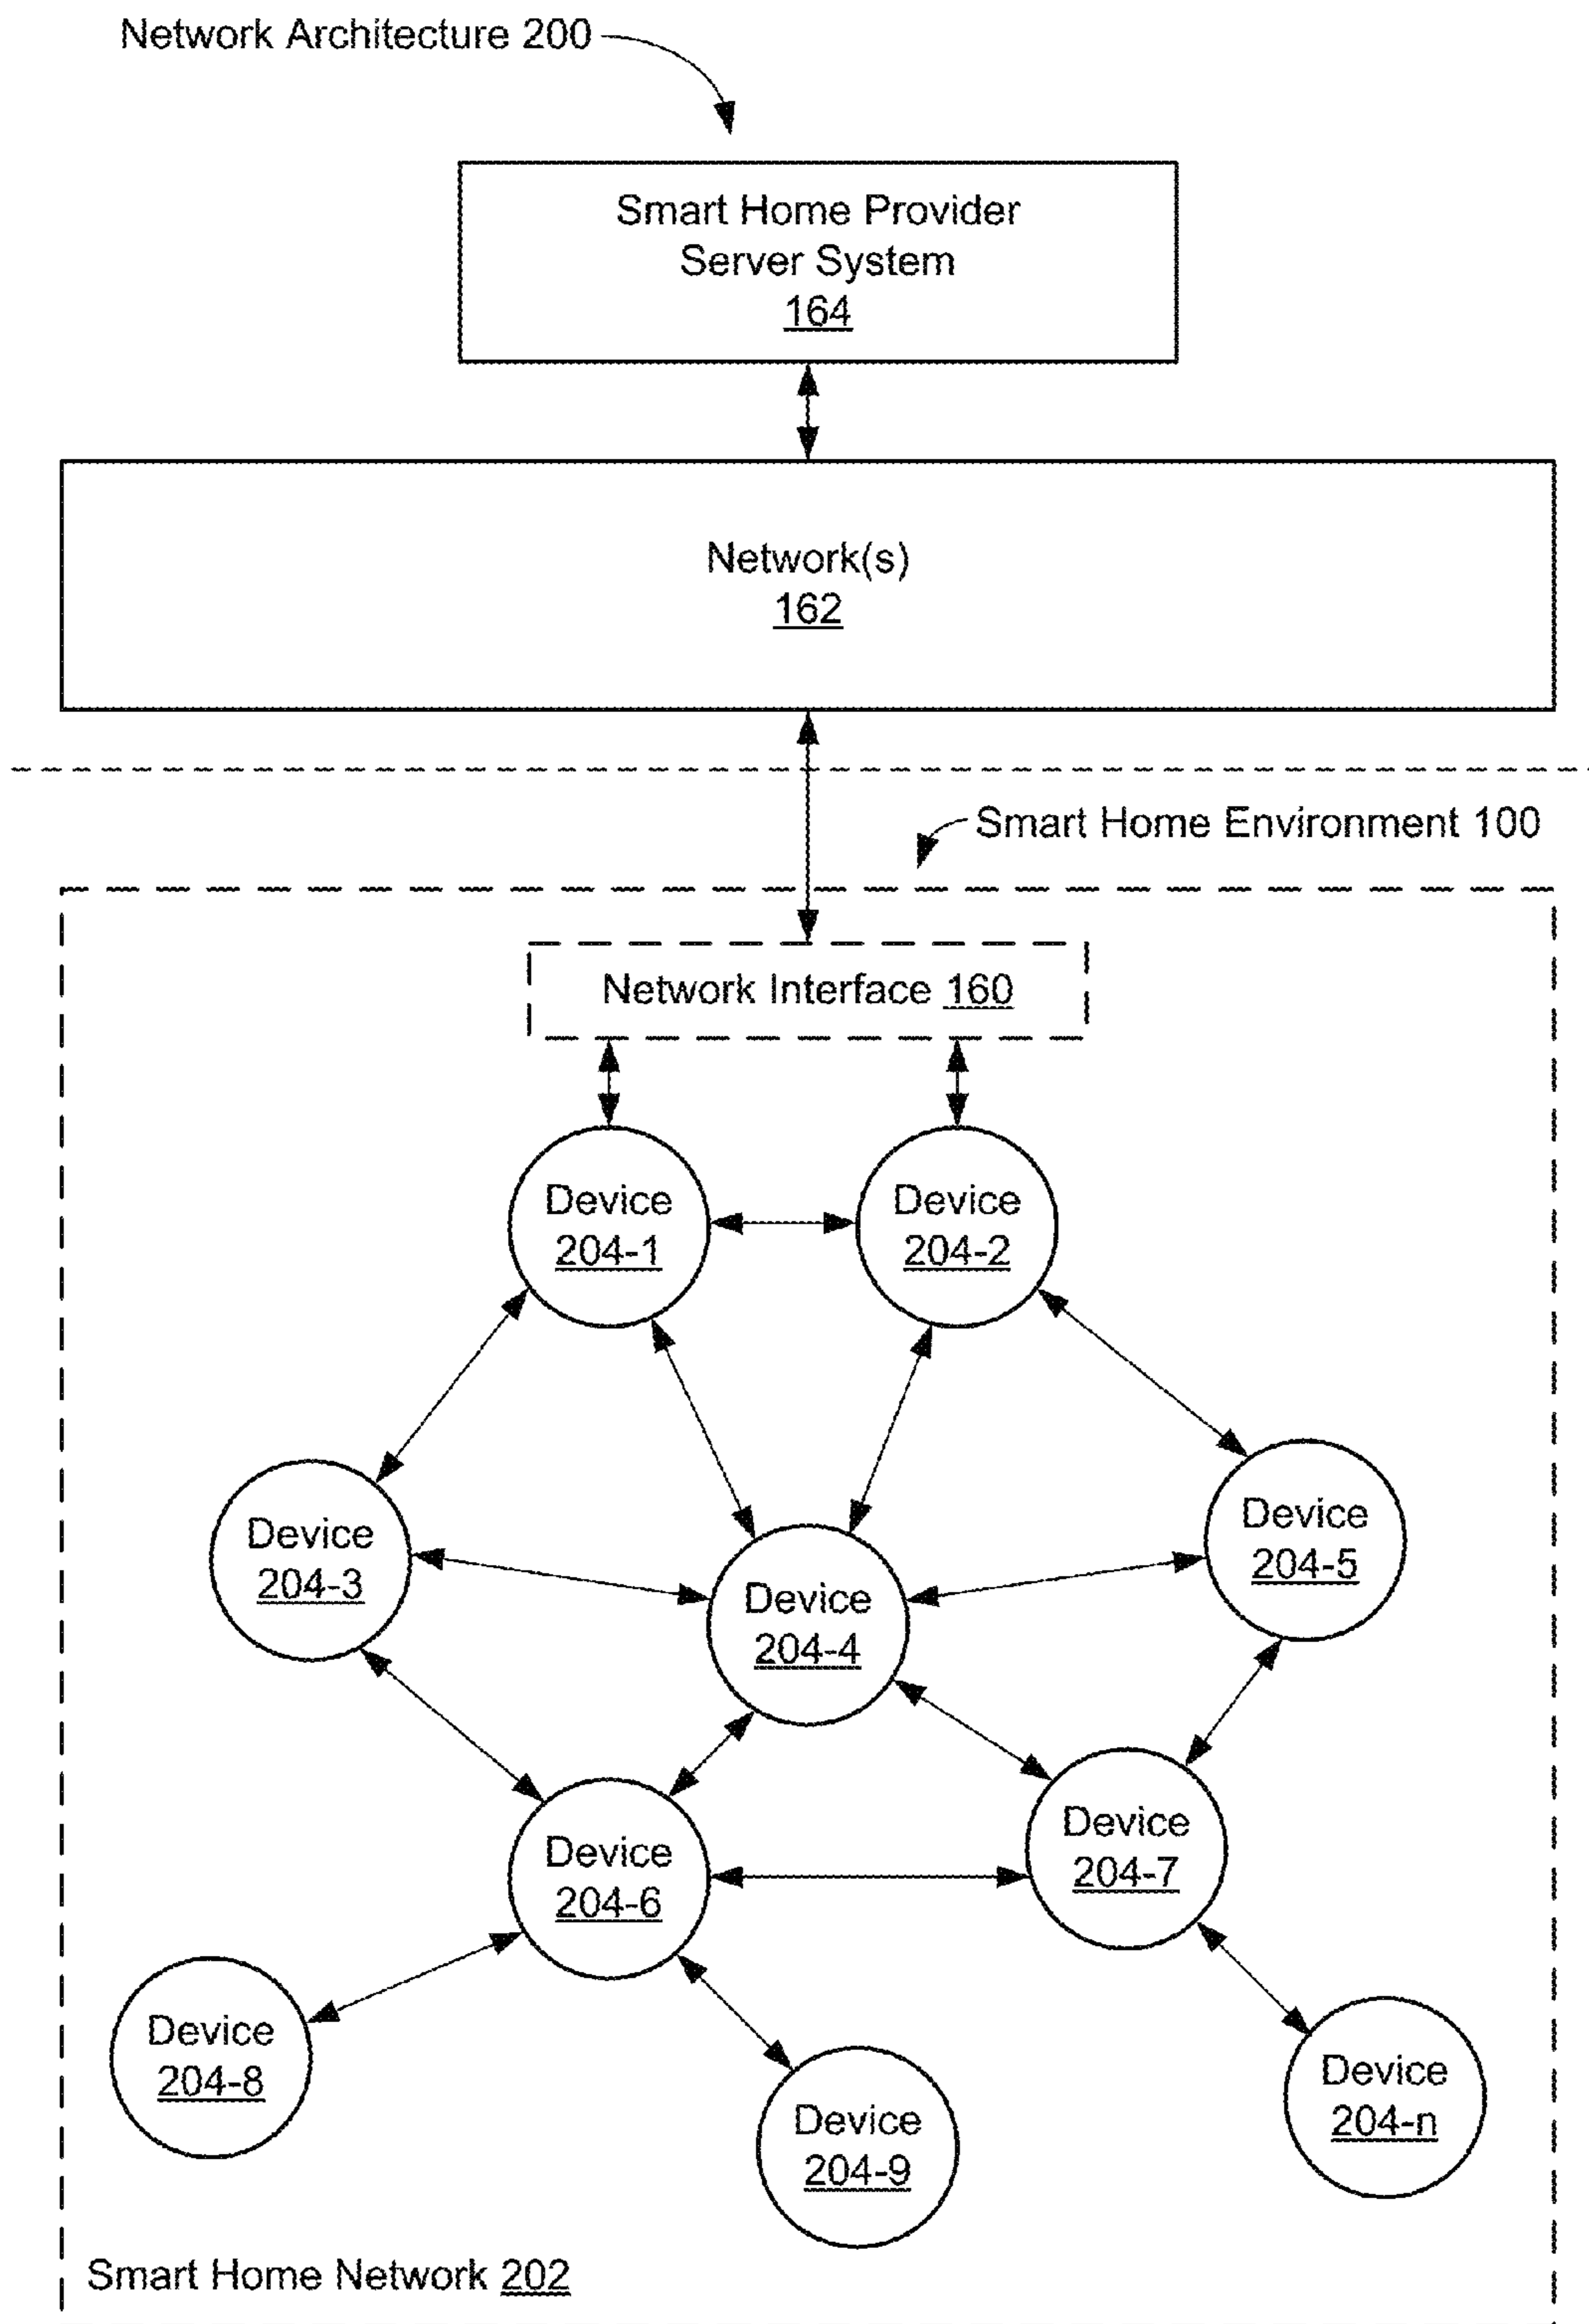 Network Architecture 200
Smart Home Provider
Server System
164
Network(s)
162
Smart Home Environment 100
Network Interface 160
Device
204-1
Device
204-2
Device
204-3
Device
204-4
Device
204-5
Device
204-6
Device
204-7
Device
204-8
Device
204-9
Device
204-n
Smart Home Network 202